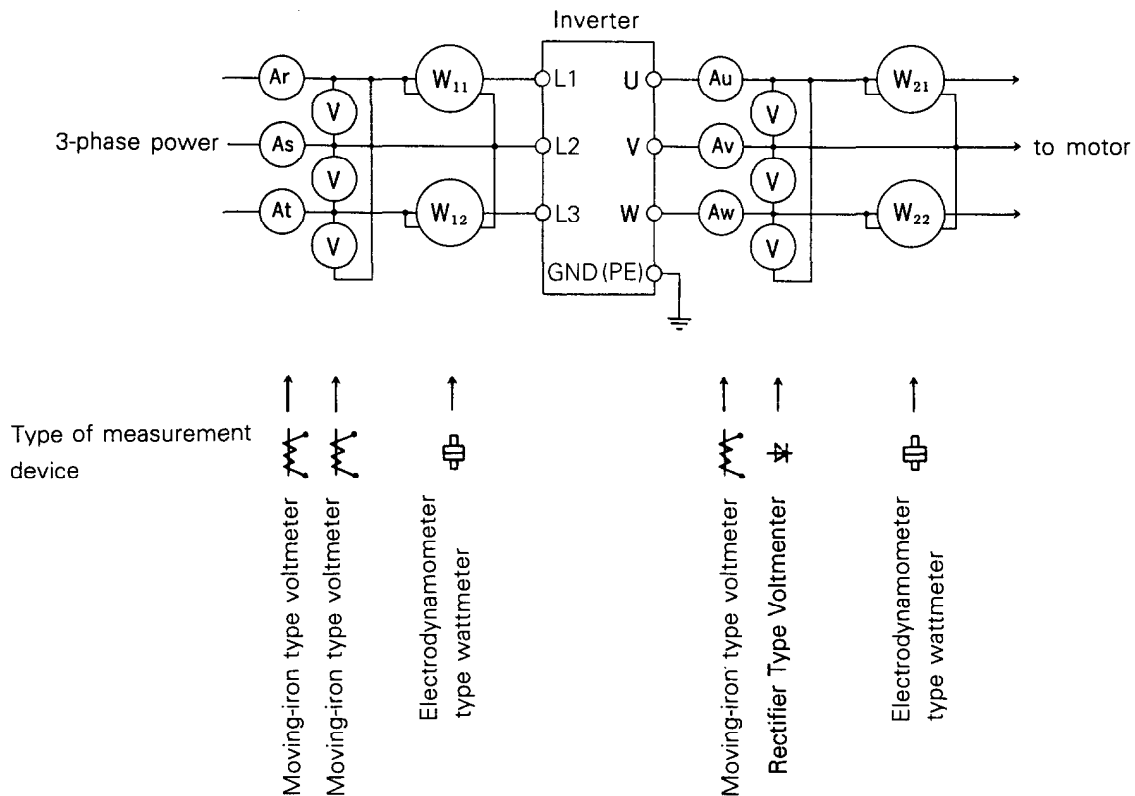 Inverter
Ar
W11
L1
U
Au
W21
V
V
3-phase power
As
L2
V
Av
to motor
V
V
At
W12
L3
W
Aw
W22
V
V
GND (PE)
Type of measurement
device
Moving-iron type voltmeter
Moving-iron type voltmeter
Electrodynamometer
type wattmeter
Moving-iron type voltmeter
Rectifier Type Voltmenter
Electrodynamometer
type wattmeter